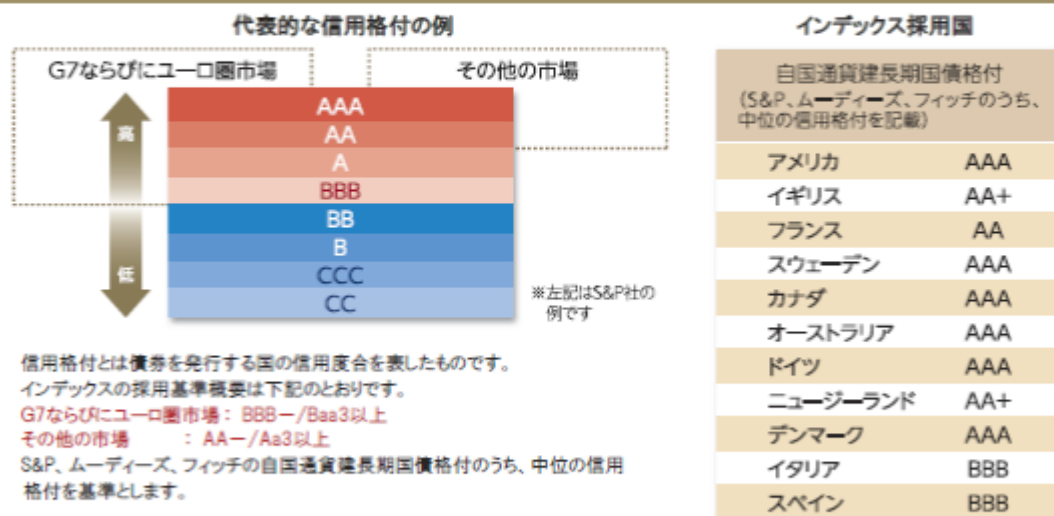 代表的な信用格付の例
G7ならびにユーロ圏市場
その他の市場
高
低
AAA
AA
A
BBB
BB
B
CCC
CC
※左記はS&P社の
例です
信用格付とは債券を発行する国の信用度合を表したものです。
インデックスの採用基準概要は下記のとおりです。
G7ならびにユーロ圏市場： BBB－/Baa3以上
その他の市場　　　： AA－/Aa3以上
S&P、ムーディーズ、フィッチの自国通貨建長期国債格付のうち、中位の信用
格付を基準とします。
インデックス採用国
自国通貨建長期国債格付
（S&P、ムーディーズ、フィッチのうち、
中位の信用格付を記載）
アメリカ AAA
イギリス AA+
フランス AA
スウェーデン AAA
カナダ AAA
オーストラリア AAA
ドイツ AAA
ニュージーランド AA+
デンマーク AAA
イタリア BBB
スペイン BBB